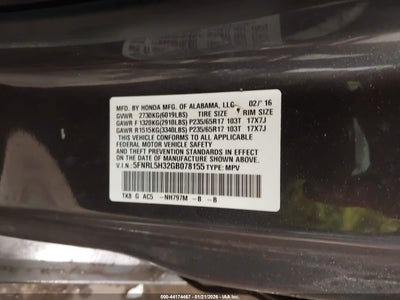 MFD. BY HONDA MFG. OF ALABAMA, LLC 02/'16
GVWR 2730KG(6019LBS) TIRE SIZE RIM SIZE
GAWR F 1320KG(2910LBS) P235/65R17 103T 17X7J
GAWR R 1515KG(3340LBS) P235/65R17 103T 17X7J
THIS VEHICLE CONFORMS TO ALL APPLICABLE
FEDERAL MOTOR VEHICLE SAFETY AND THEFT
PREVENTION STANDARDS IN EFFECT ON THE DATE
OF MANUFACTURE SHOWN ABOVE.
V.I.N.: 5FNRL5H32GB078155 TYPE: MPV
TK8 G AC5 -NH797M -B -B
000-44174467 - 01/21/2026 - IAA Inc. - Copyright